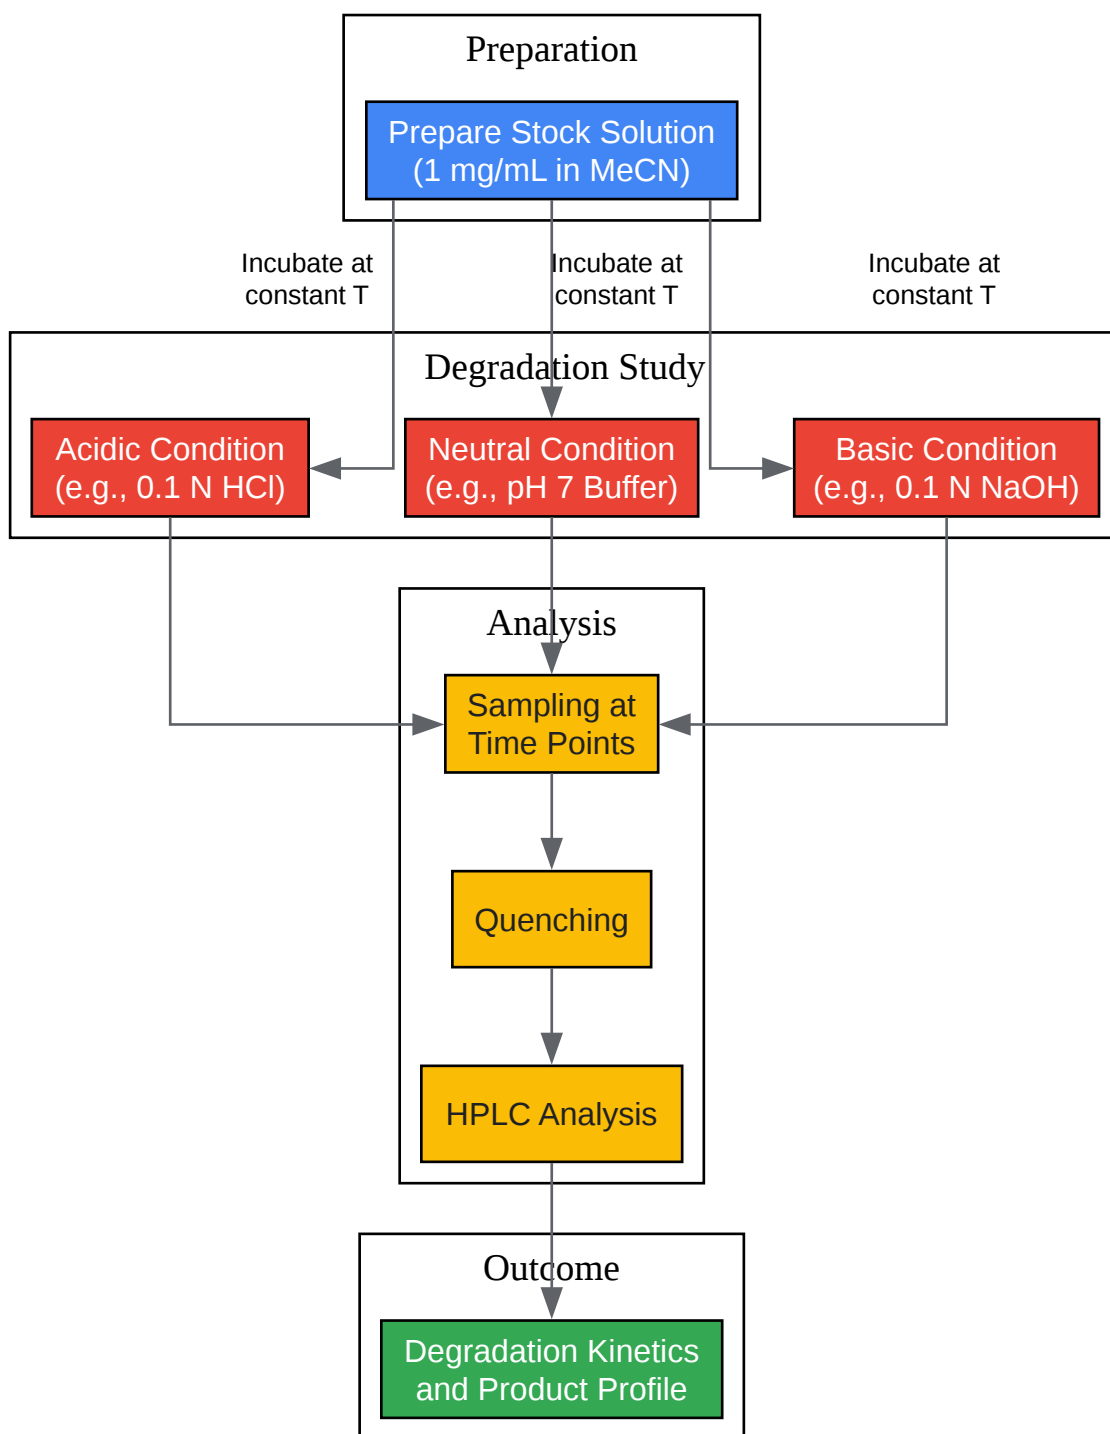 Preparation
Prepare Stock Solution
(1 mg/mL in MeCN)
Incubate at
constant T
Incubate at
constant T
Incubate at
constant T
Degradation Study
Acidic Condition
(e.g., 0.1 N HCl)
Neutral Condition
(e.g., pH 7 Buffer)
Basic Condition
(e.g., 0.1 N NaOH)
Analysis
Sampling at
Time Points
Quenching
HPLC Analysis
Outcome
Degradation Kinetics
and Product Profile